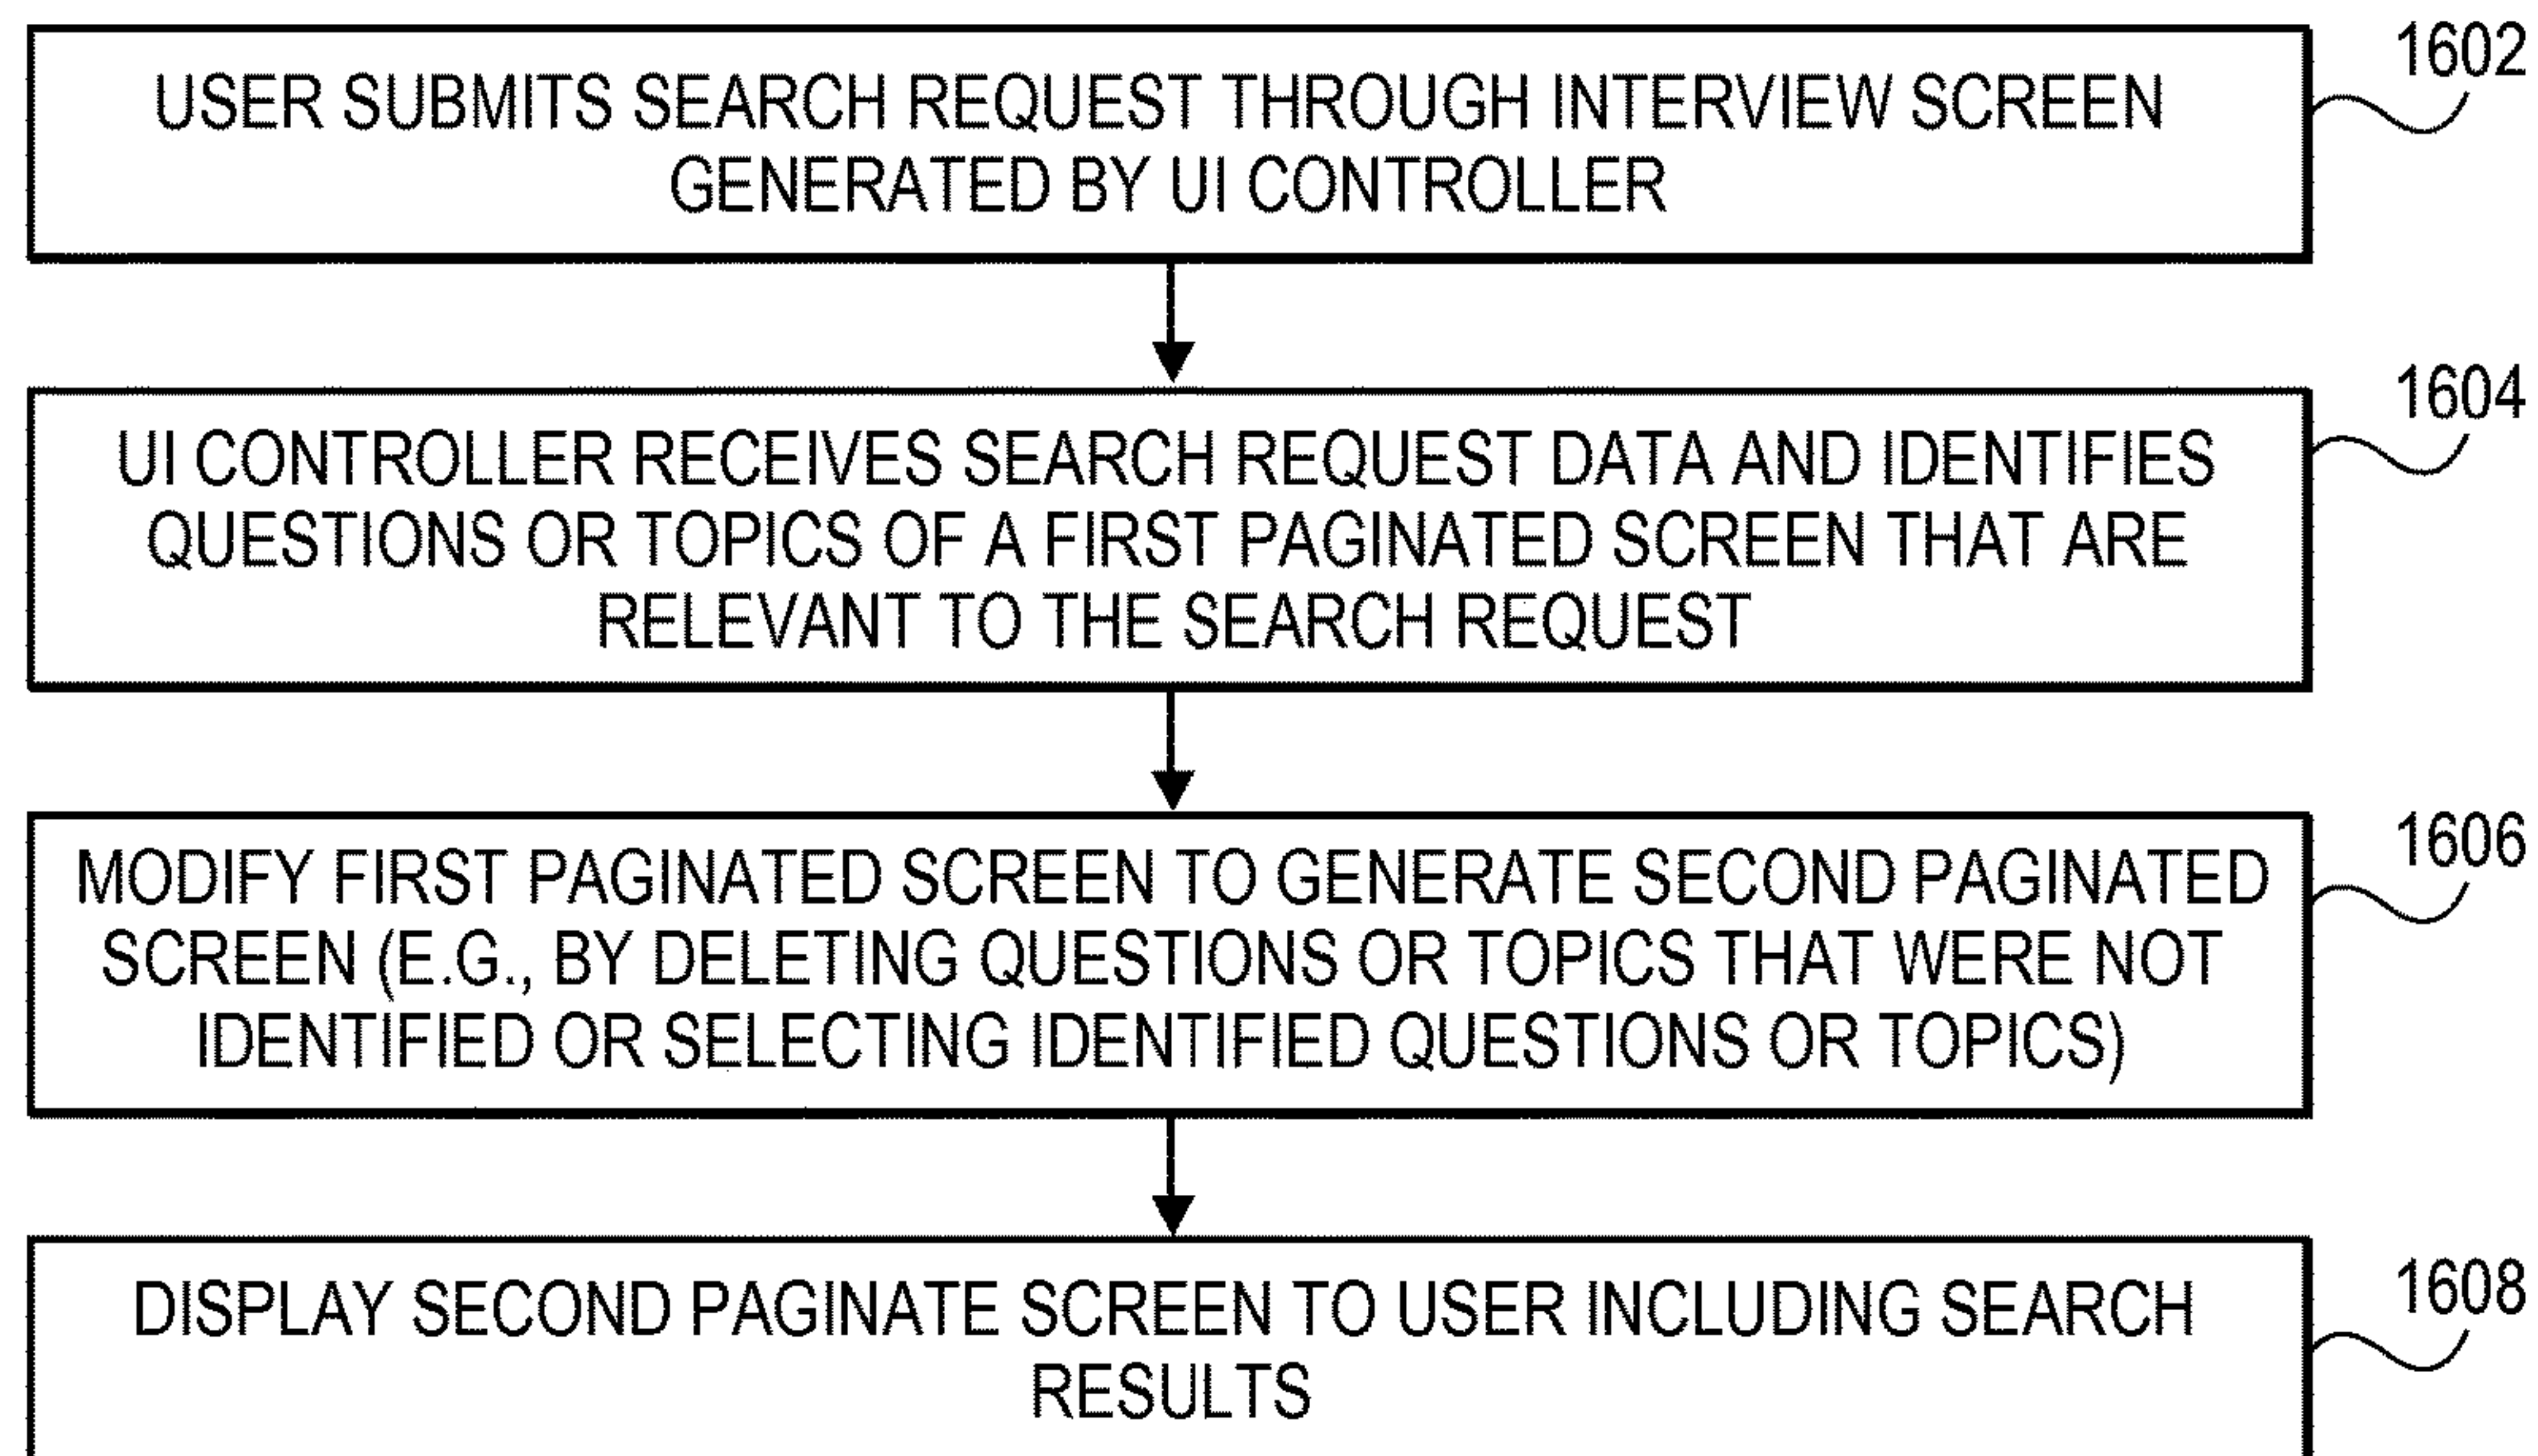 1602
USER SUBMITS SEARCH REQUEST THROUGH INTERVIEW SCREEN
GENERATED BY UI CONTROLLER
1604
UI CONTROLLER RECEIVES SEARCH REQUEST DATA AND IDENTIFIES
QUESTIONS OR TOPICS OF A FIRST PAGINATED SCREEN THAT ARE
RELEVANT TO THE SEARCH REQUEST
1606
MODIFY FIRST PAGINATED SCREEN TO GENERATE SECOND PAGINATED
SCREEN (E.G., BY DELETING QUESTIONS OR TOPICS THAT WERE NOT
IDENTIFIED OR SELECTING IDENTIFIED QUESTIONS OR TOPICS)
1608
DISPLAY SECOND PAGINATE SCREEN TO USER INCLUDING SEARCH
RESULTS